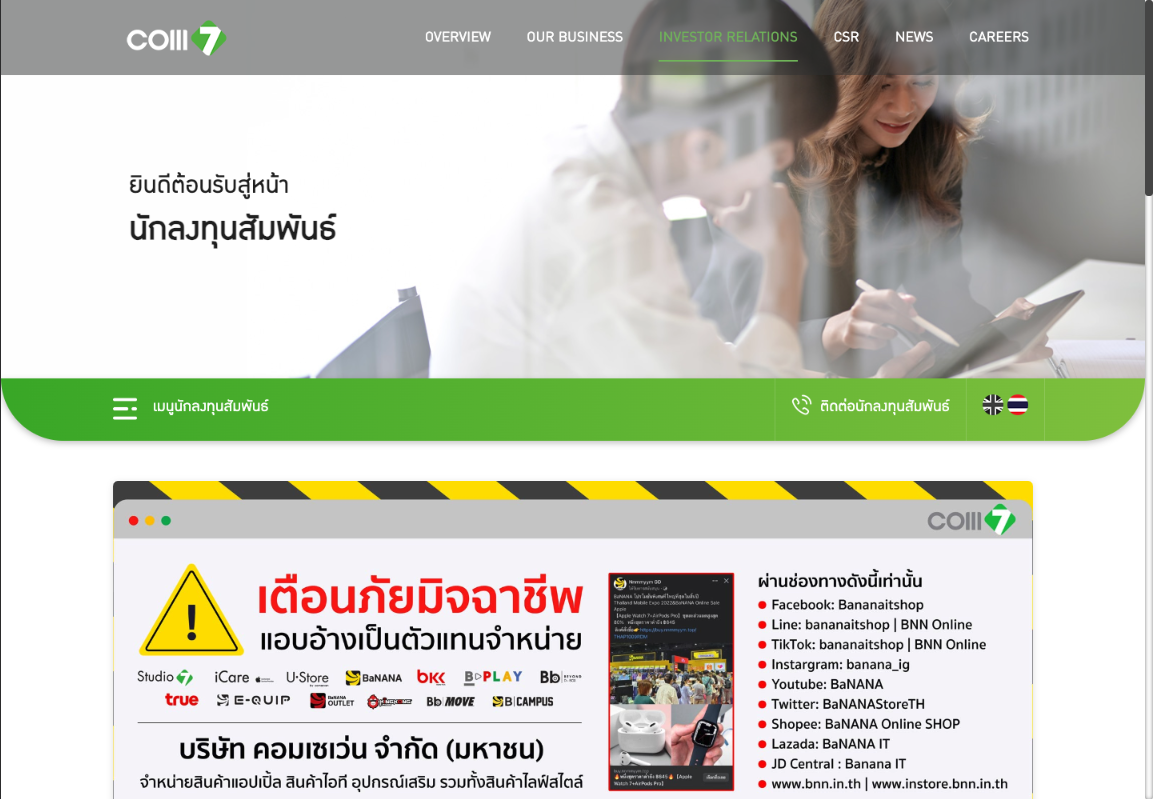 COM7
OVERVIEW
OUR BUSINESS
INVESTOR RELATIONS
CSR
NEWS
CAREERS
ยินดีต้อนรับสู่หน้า
นักลงทุนสัมพันธ์
เมนูนักลงทุนสัมพันธ์
ติดต่อนักลงทุนสัมพันธ์
COM7
เตือนภัยมิจฉาชีพ
แอบอ้างเป็นตัวแทนจำหน่าย
Studio 7 iCare U•Store BaNANA BKK B PLAY Bb BEYOND
true E-QUIP BaNANA OUTLET Bb MOVE B CAMPUS
บริษัท คอมเซเว่น จำกัด (มหาชน)
จำหน่ายสินค้าแอปเปิ้ล สินค้าไอที อุปกรณ์เสริม รวมทั้งสินค้าไลฟ์สไตล์
ผ่านช่องทางดังนี้เท่านั้น
Facebook: Bananaitshop
Line: bananaitshop | BNN Online
TikTok: bananaitshop | BNN Online
Instargram: banana_ig
Youtube: BaNANA
Twitter: BaNANAStoreTH
Shopee: BaNANA Online SHOP
Lazada: BaNANA IT
JD Central : Banana IT
www.bnn.in.th | www.instore.bnn.in.th